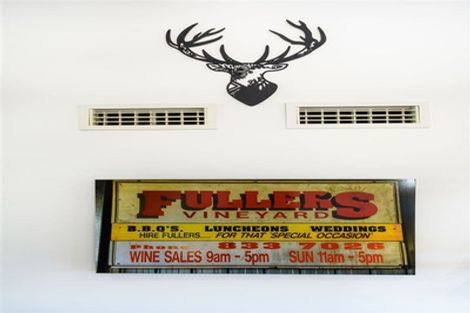 FULLERS
VINEYARD
B.B.Q'S. LUNCHEONS WEDDINGS
HIRE FULLERS.... 'FOR THAT 'SPECIAL OCCASION'
Phone 833 7026
WINE SALES 9am - 5pm SUN 11am - 5pm